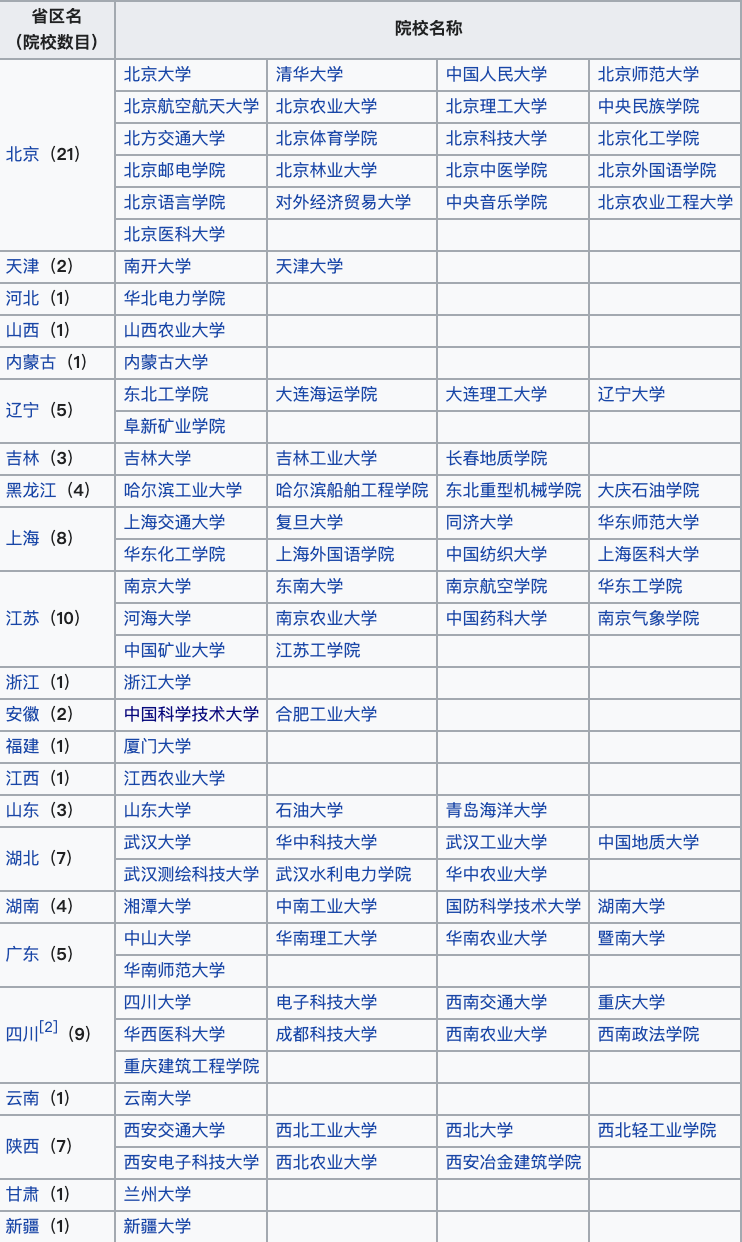 省区名 院校名称
（院校数目）
北京大学 清华大学 中国人民大学 北京师范大学
北京航空航天大学 北京农业大学 北京理工大学 中央民族学院
北方交通大学 北京体育学院 北京科技大学 北京化工学院
北京（21）
北京邮电学院 北京林业大学 北京中医学院 北京外国语学院
北京语言学院 对外经济贸易大学 中央音乐学院 北京农业工程大学
北京医科大学
天津（2） 南开大学 天津大学
河北（1） 华北电力学院
山西（1） 山西农业大学
内蒙古（1） 内蒙古大学
辽宁（5） 东北工学院 大连海运学院 大连理工大学 辽宁大学
阜新矿业学院
吉林（3） 吉林大学 吉林工业大学 长春地质学院
黑龙江（4） 哈尔滨工业大学 哈尔滨船舶工程学院 东北重型机械学院 大庆石油学院
上海（8） 上海交通大学 复旦大学 同济大学 华东师范大学
华东化工学院 上海外国语学院 中国纺织大学 上海医科大学
南京大学 东南大学 南京航空学院 华东工学院
江苏（10） 河海大学 南京农业大学 中国药科大学 南京气象学院
中国矿业大学 江苏工学院
浙江（1） 浙江大学
安徽（2） 中国科学技术大学 合肥工业大学
福建（1） 厦门大学
江西（1） 江西农业大学
山东（3） 山东大学 石油大学 青岛海洋大学
湖北（7） 武汉大学 华中科技大学 武汉工业大学 中国地质大学
武汉测绘科技大学 武汉水利电力学院 华中农业大学
湖南（4） 湘潭大学 中南工业大学 国防科学技术大学 湖南大学
广东（5） 中山大学 华南理工大学 华南农业大学 暨南大学
华南师范大学
四川大学 电子科技大学 西南交通大学 重庆大学
四川[2]（9） 华西医科大学 成都科技大学 西南农业大学 西南政法学院
重庆建筑工程学院
云南（1） 云南大学
陕西（7） 西安交通大学 西北工业大学 西北大学 西北轻工业学院
西安电子科技大学 西北农业大学 西安冶金建筑学院
甘肃（1） 兰州大学
新疆（1） 新疆大学